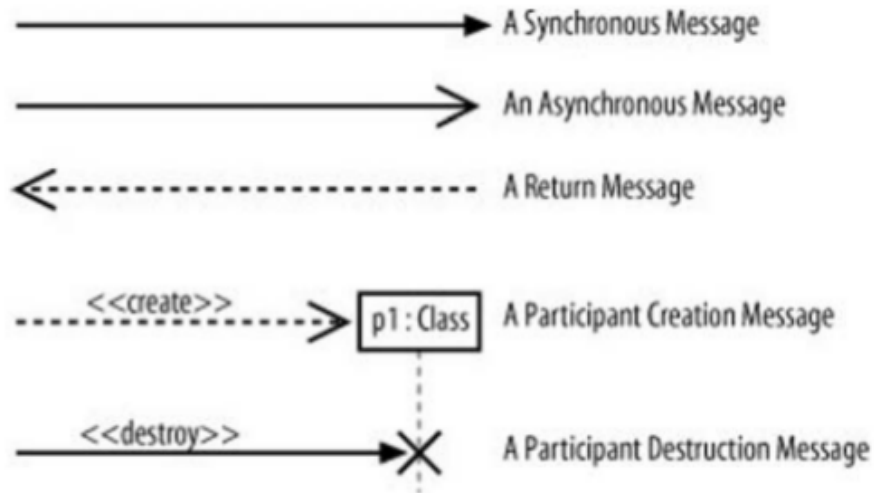 A Synchronous Message
An Asynchronous Message
A Return Message
<<create>>
p1 : Class
A Participant Creation Message
<<destroy>>
A Participant Destruction Message